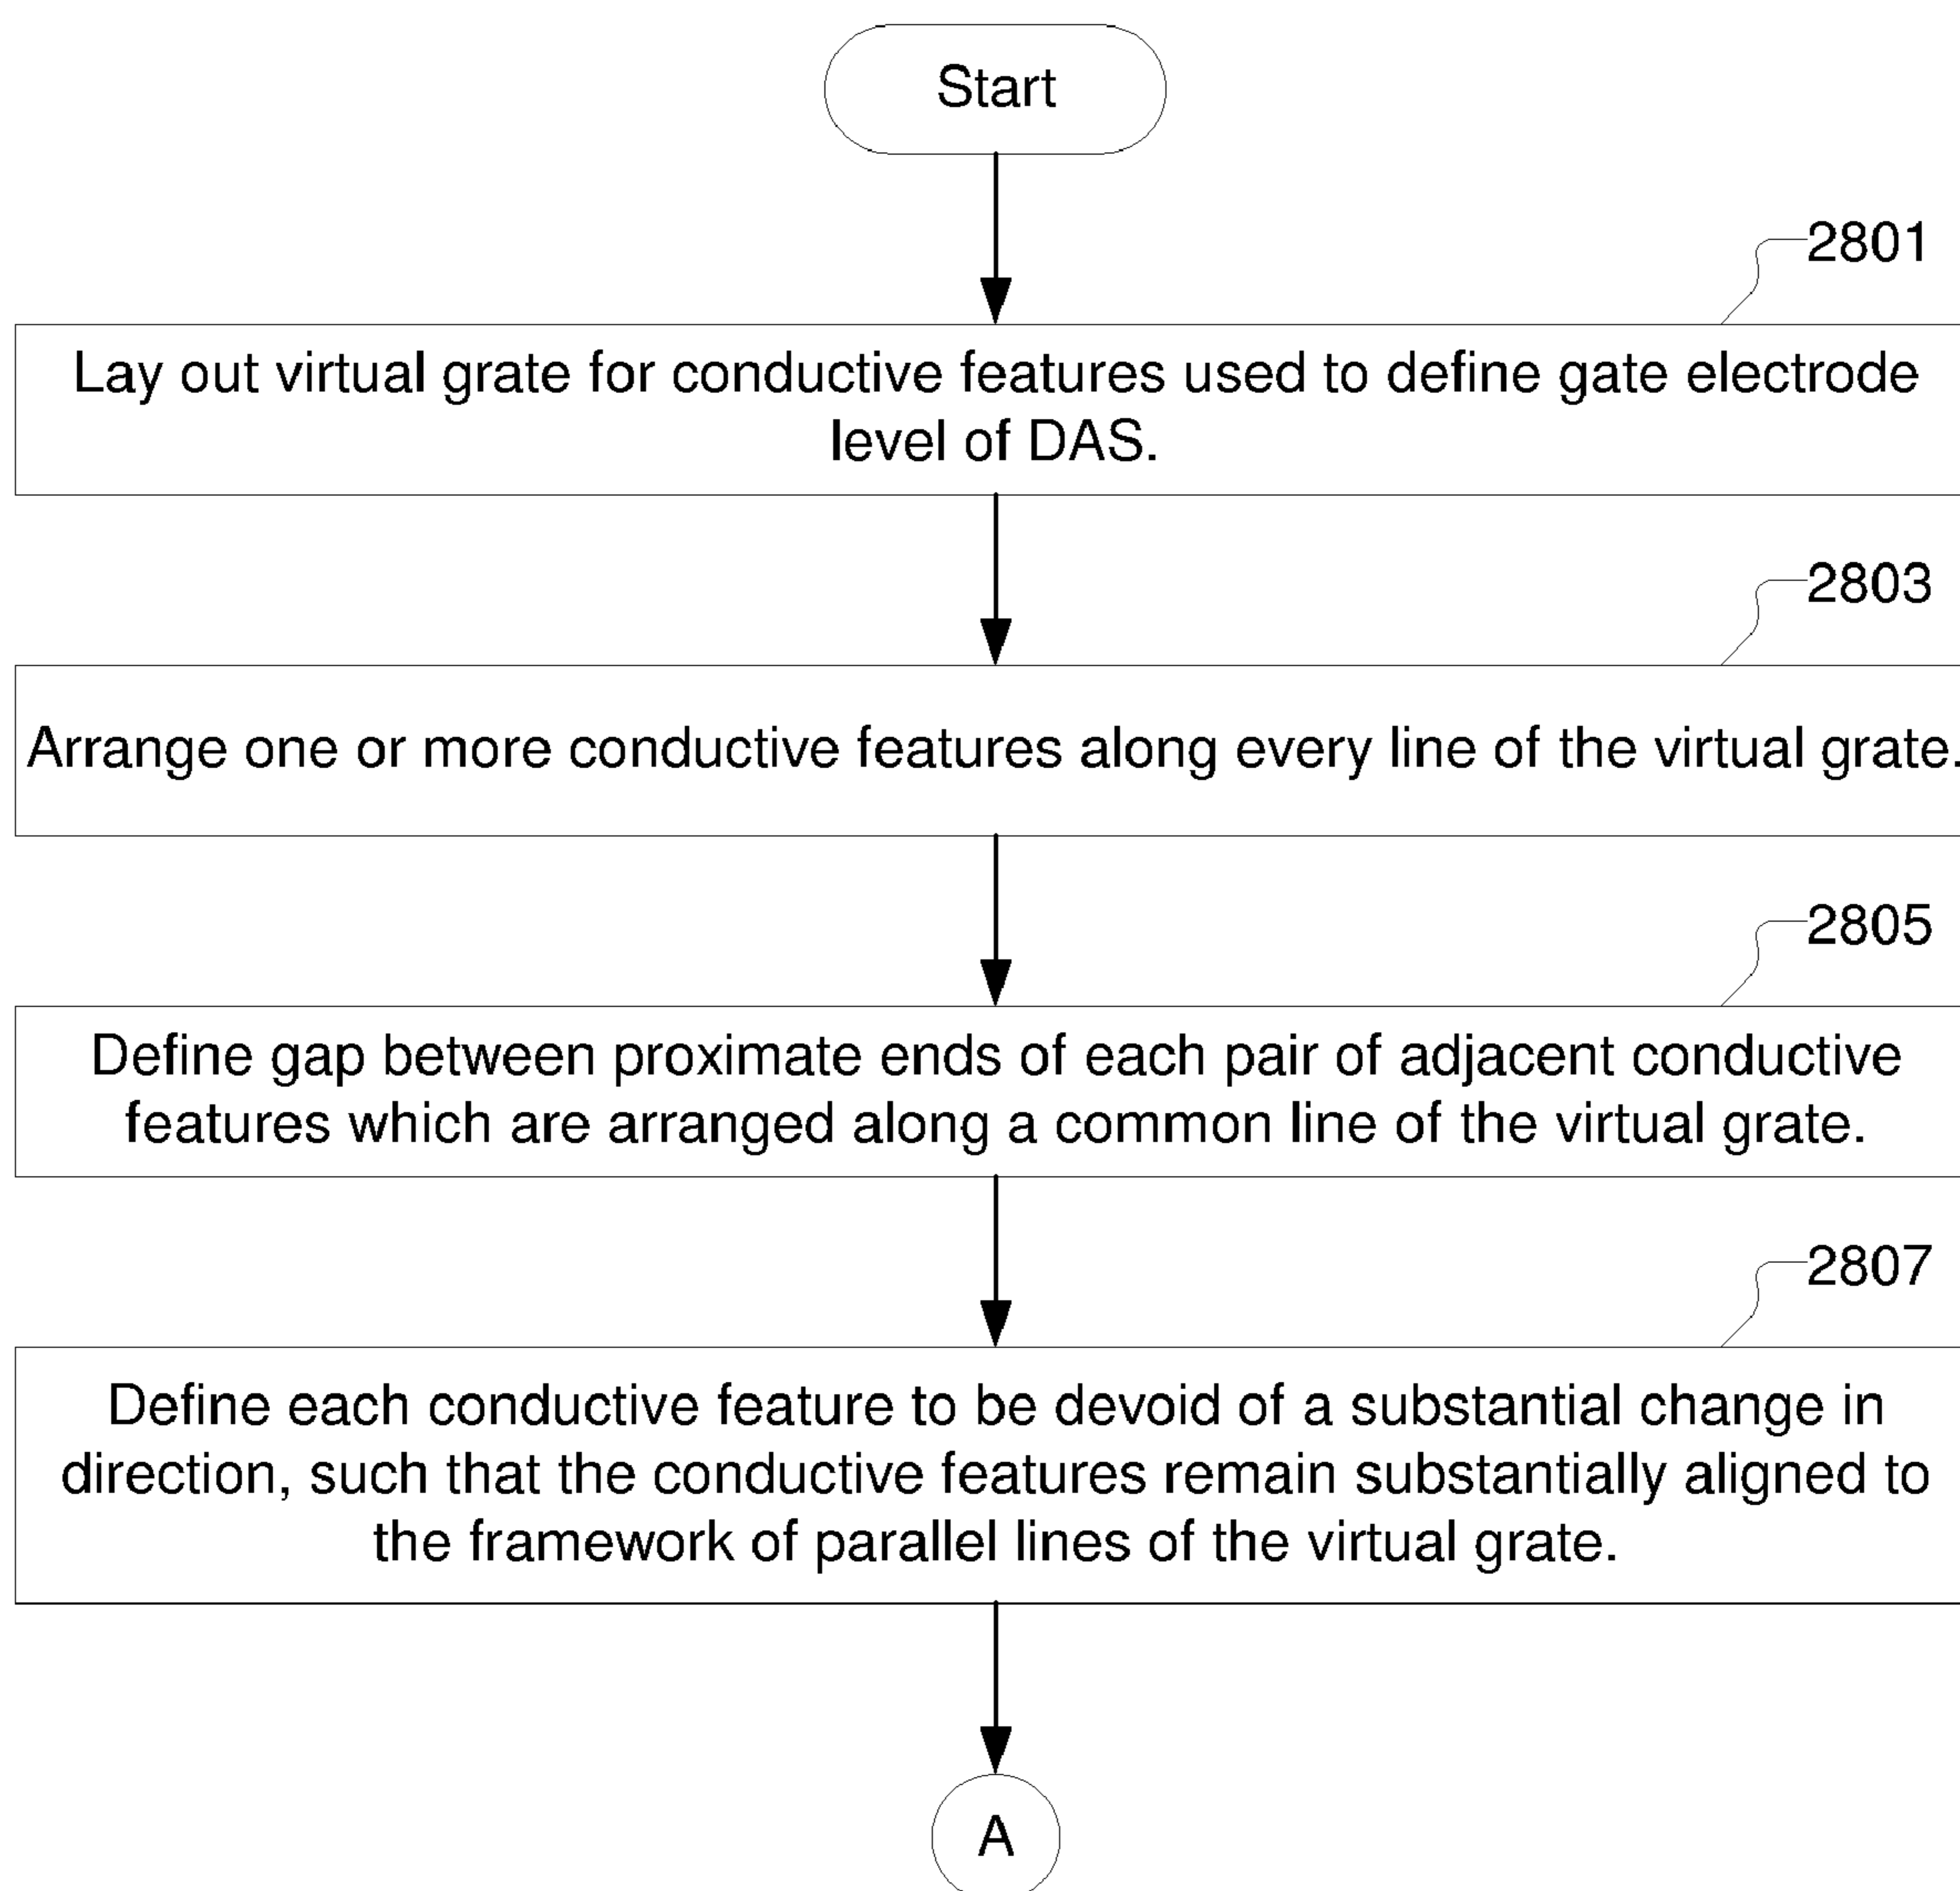 Start
2801
Lay out virtual grate for conductive features used to define gate electrode
level of DAS.
2803
Arrange one or more conductive features along every line of the virtual grate.
2805
Define gap between proximate ends of each pair of adjacent conductive
features which are arranged along a common line of the virtual grate.
2807
Define each conductive feature to be devoid of a substantial change in
direction, such that the conductive features remain substantially aligned to
the framework of parallel lines of the virtual grate.
A